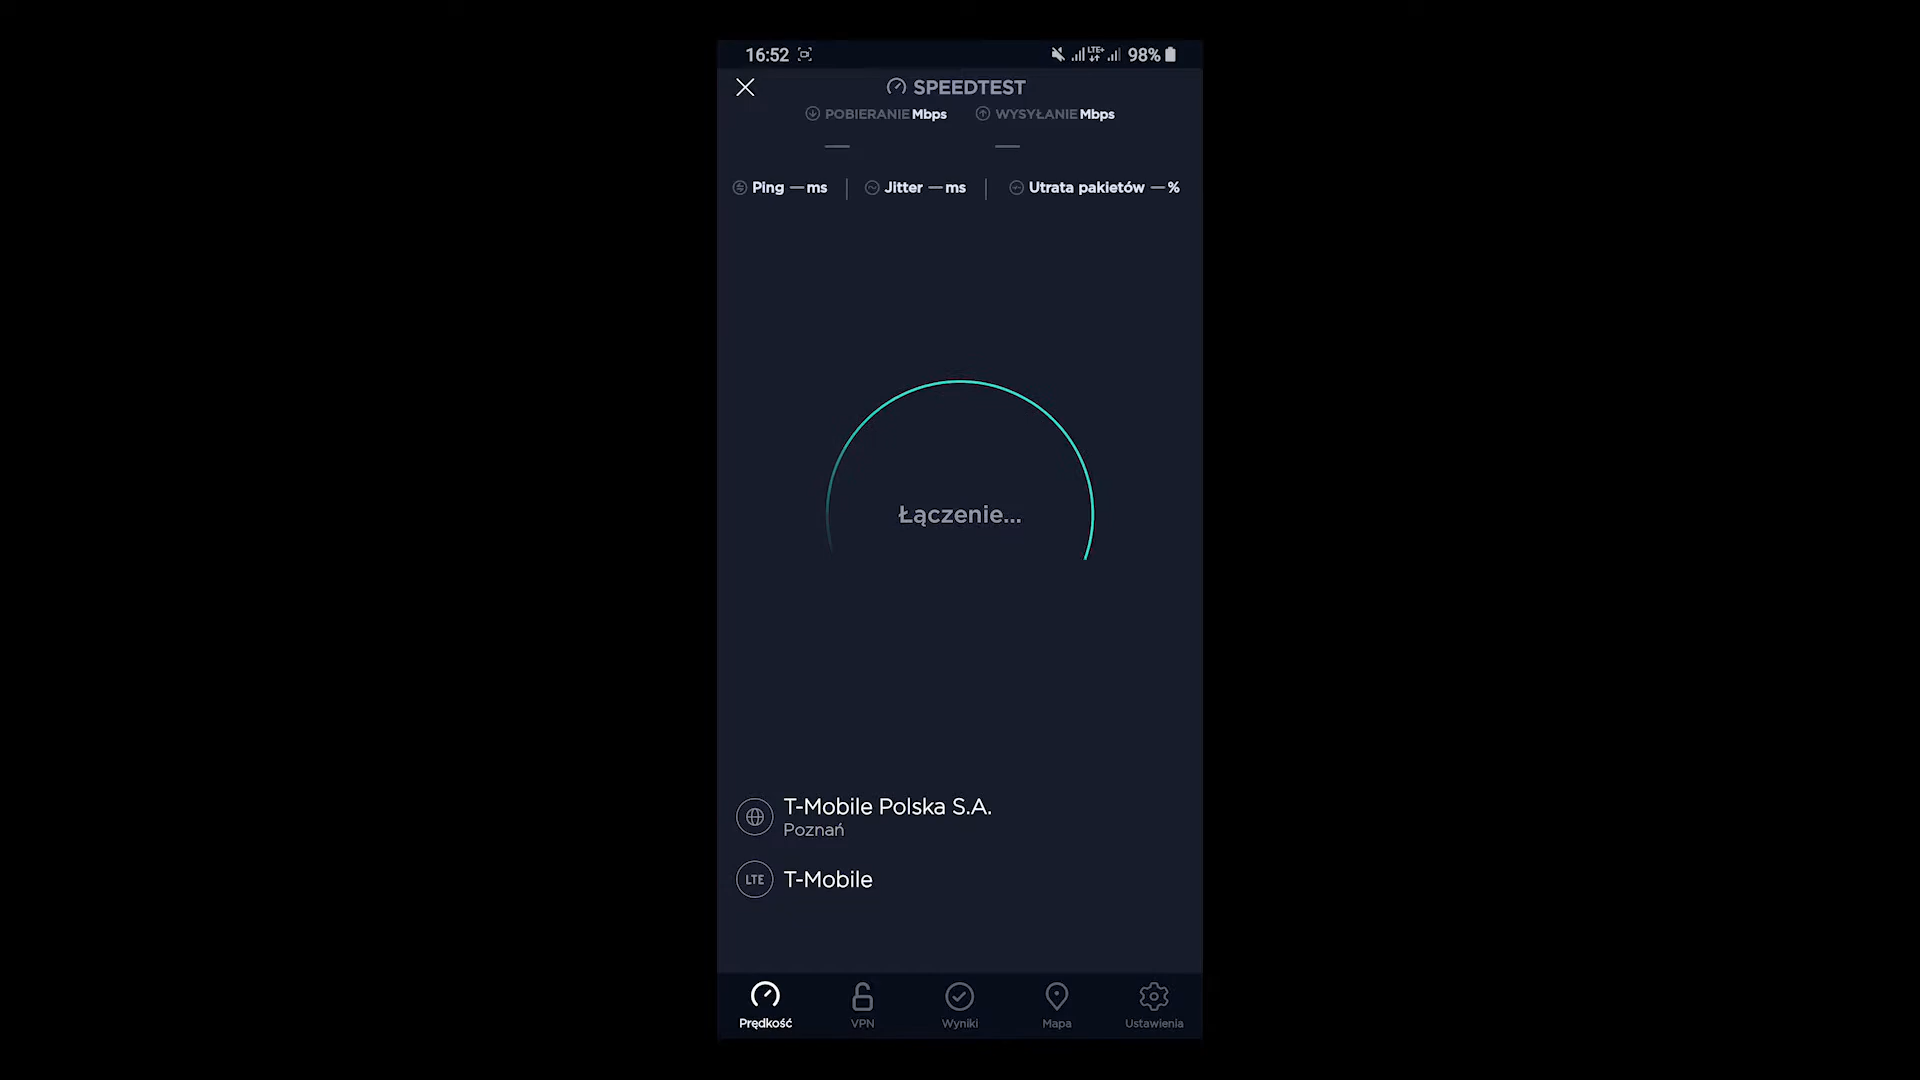 16:52 LTE+ 98%
SPEEDTEST
POBIERANIE Mbps WYSYŁANIE Mbps
— —
Ping — ms Jitter — ms Utrata pakietów — %
Łączenie...
T-Mobile Polska S.A.
Poznań
LTE T-Mobile
Prędkość VPN Wyniki Mapa Ustawienia